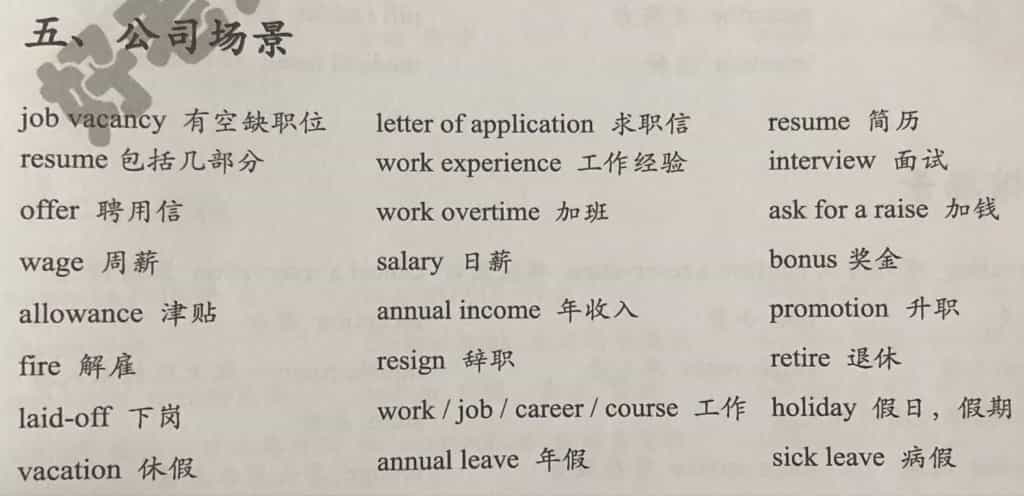 五、公司场景
job vacancy 有空缺职位 letter of application 求职信 resume 简历
resume 包括几部分 work experience 工作经验 interview 面试
offer 聘用信 work overtime 加班 ask for a raise 加钱
wage 周薪 salary 日薪 bonus 奖金
allowance 津贴 annual income 年收入 promotion 升职
fire 解雇 resign 辞职 retire 退休
laid-off 下岗 work / job / career / course 工作 holiday 假日，假期
vacation 休假 annual leave 年假 sick leave 病假